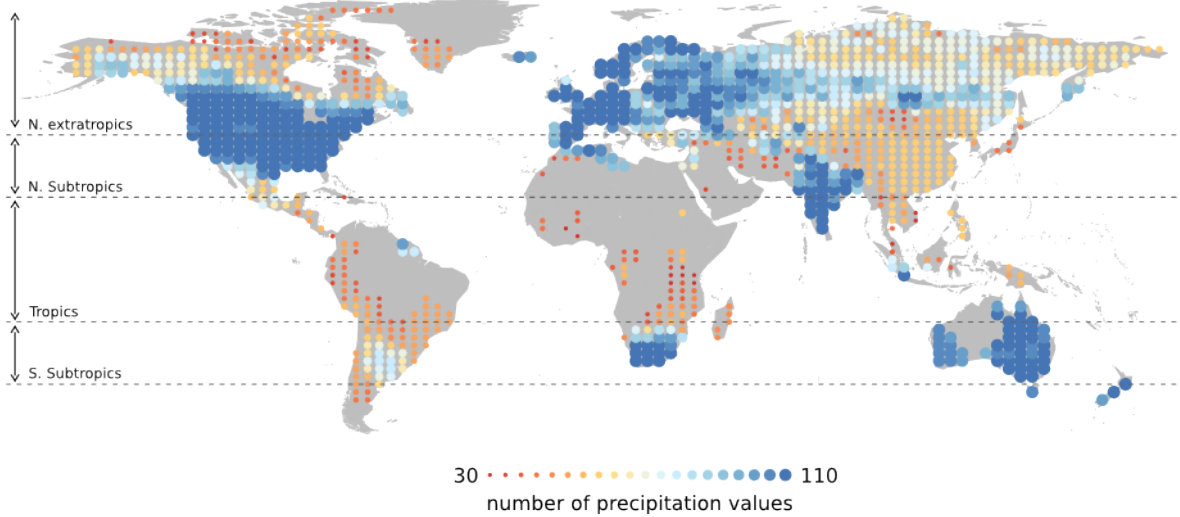 N. extratropics
N. Subtropics
Tropics
S. Subtropics
30 110
number of precipitation values